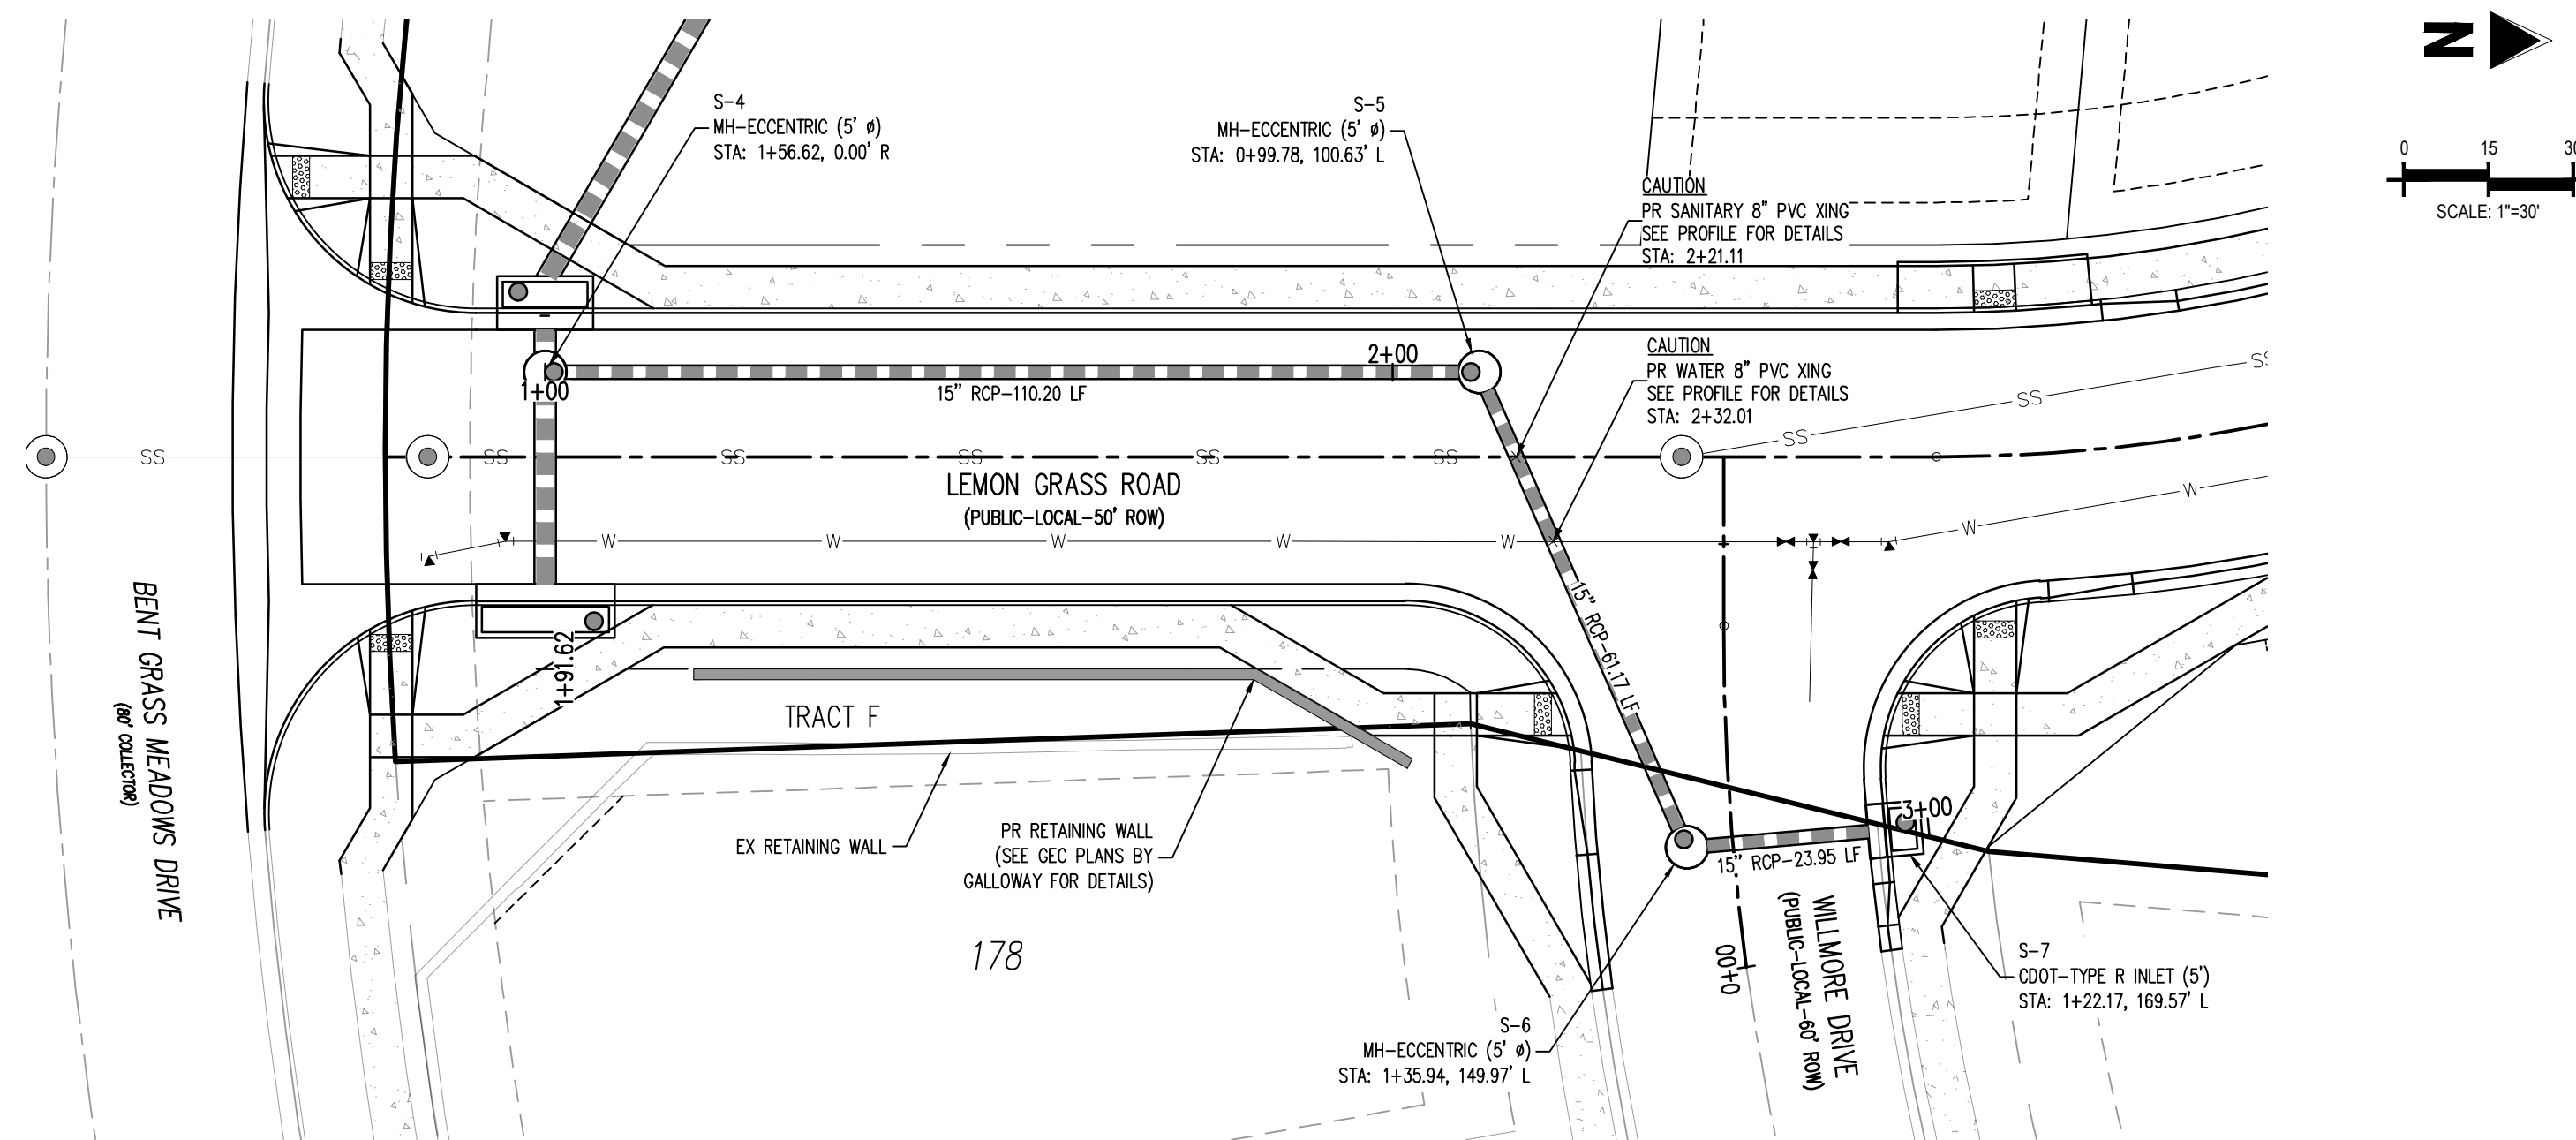 S-4
MH-ECCENTRIC (5' ø)
STA: 1+56.62, 0.00' R
S-5
MH-ECCENTRIC (5' ø)
STA: 0+99.78, 100.63' L
CAUTION
PR SANITARY 8" PVC XING
SEE PROFILE FOR DETAILS
STA: 2+21.11
N
0 15 30
SCALE: 1"=30'
CAUTION
PR WATER 8" PVC XING
SEE PROFILE FOR DETAILS
STA: 2+32.01
2+00
1+00
15" RCP-110.20 LF
SS
SS
SS
SS
SS
SS
SS
SS
LEMON GRASS ROAD
(PUBLIC-LOCAL-50' ROW)
W
W
W
W
W
W
W
15" RCP-61.17 LF
1+91.62
TRACT F
BENT GRASS MEADOWS DRIVE
(80' COLLECTOR)
EX RETAINING WALL
PR RETAINING WALL
(SEE GEC PLANS BY
GALLOWAY FOR DETAILS)
178
3+00
15" RCP-23.95 LF
WILLMORE DRIVE
(PUBLIC-LOCAL-60' ROW)
0+00
S-7
CDOT-TYPE R INLET (5')
STA: 1+22.17, 169.57' L
S-6
MH-ECCENTRIC (5' ø)
STA: 1+35.94, 149.97' L